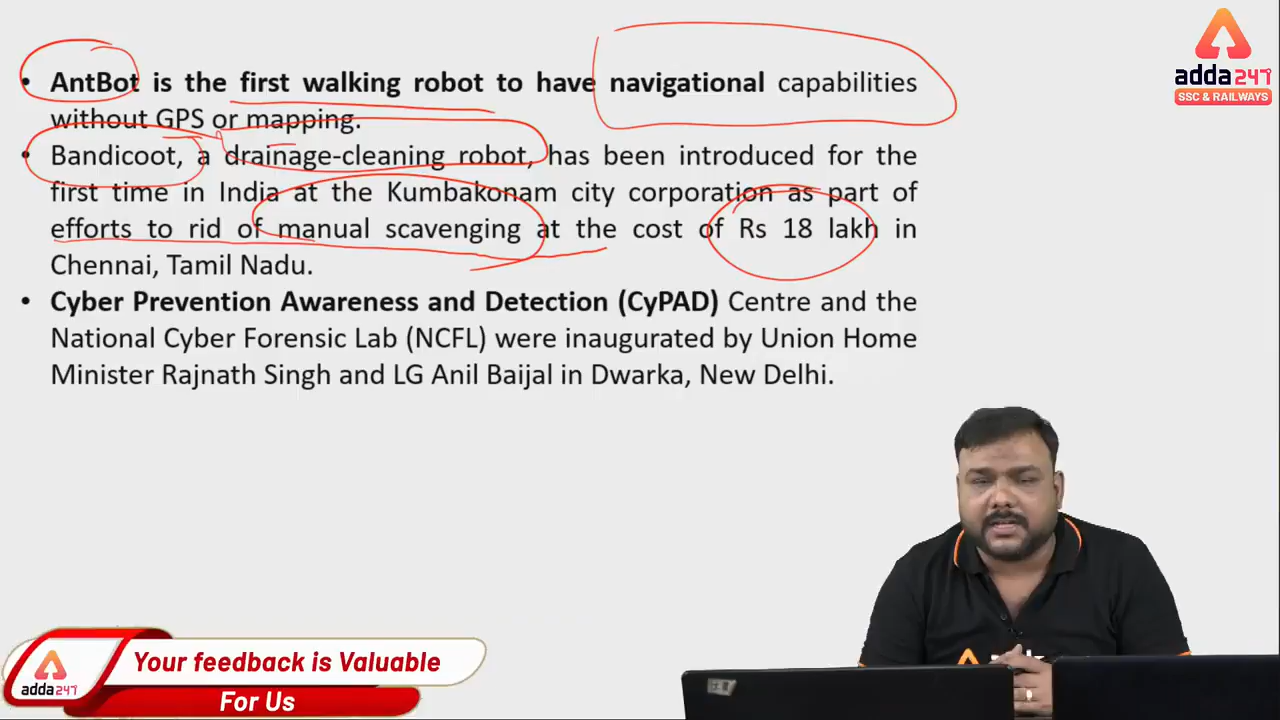 • AntBot is the first walking robot to have navigational capabilities
without GPS or mapping.
• Bandicoot, a drainage-cleaning robot, has been introduced for the
first time in India at the Kumbakonam city corporation as part of
efforts to rid of manual scavenging at the cost of Rs 18 lakh in
Chennai, Tamil Nadu.
• Cyber Prevention Awareness and Detection (CyPAD) Centre and the
National Cyber Forensic Lab (NCFL) were inaugurated by Union Home
Minister Rajnath Singh and LG Anil Baijal in Dwarka, New Delhi.
adda247
SSC & RAILWAYS
adda247
Your feedback is Valuable
For Us